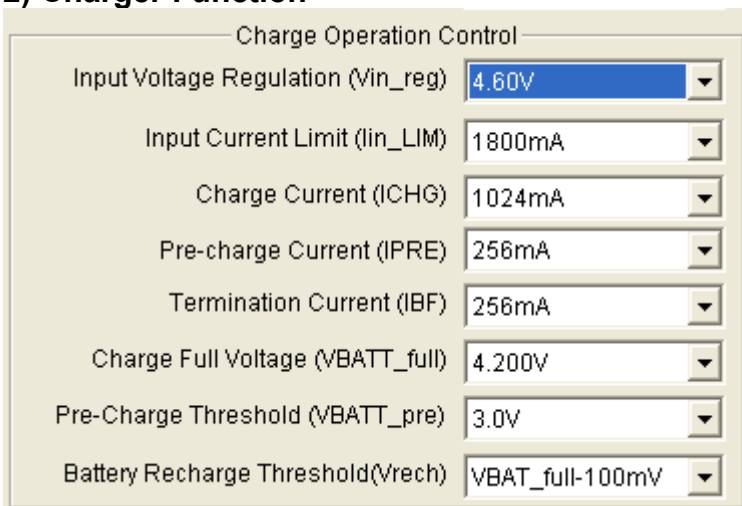 2) Charger Function
Charge Operation Control
Input Voltage Regulation (Vin_reg) 4.60V
Input Current Limit (Iin_LIM) 1800mA
Charge Current (ICHG) 1024mA
Pre-charge Current (IPRE) 256mA
Termination Current (IBF) 256mA
Charge Full Voltage (VBATT_full) 4.200V
Pre-Charge Threshold (VBATT_pre) 3.0V
Battery Recharge Threshold(Vrech) VBAT_full-100mV